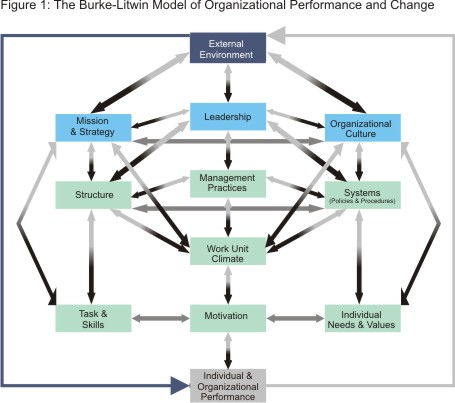 Figure 1: The Burke-Litwin Model of Organizational Performance and Change
External
Environment
Mission
& Strategy
Leadership
Organizational
Culture
Structure
Management
Practices
Systems
(Policies & Procedures)
Work Unit
Climate
Task &
Skills
Motivation
Individual
Needs & Values
Individual &
Organizational
Performance